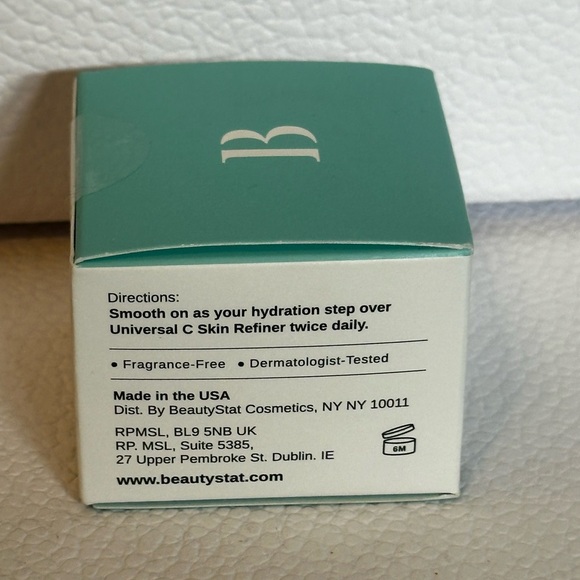 B
Directions:
Smooth on as your hydration step over
Universal C Skin Refiner twice daily.
• Fragrance-Free • Dermatologist-Tested
Made in the USA
Dist. By BeautyStat Cosmetics, NY NY 10011
RPMSL, BL9 5NB UK
RP. MSL, Suite 5385,
27 Upper Pembroke St. Dublin. IE
6M
www.beautystat.com